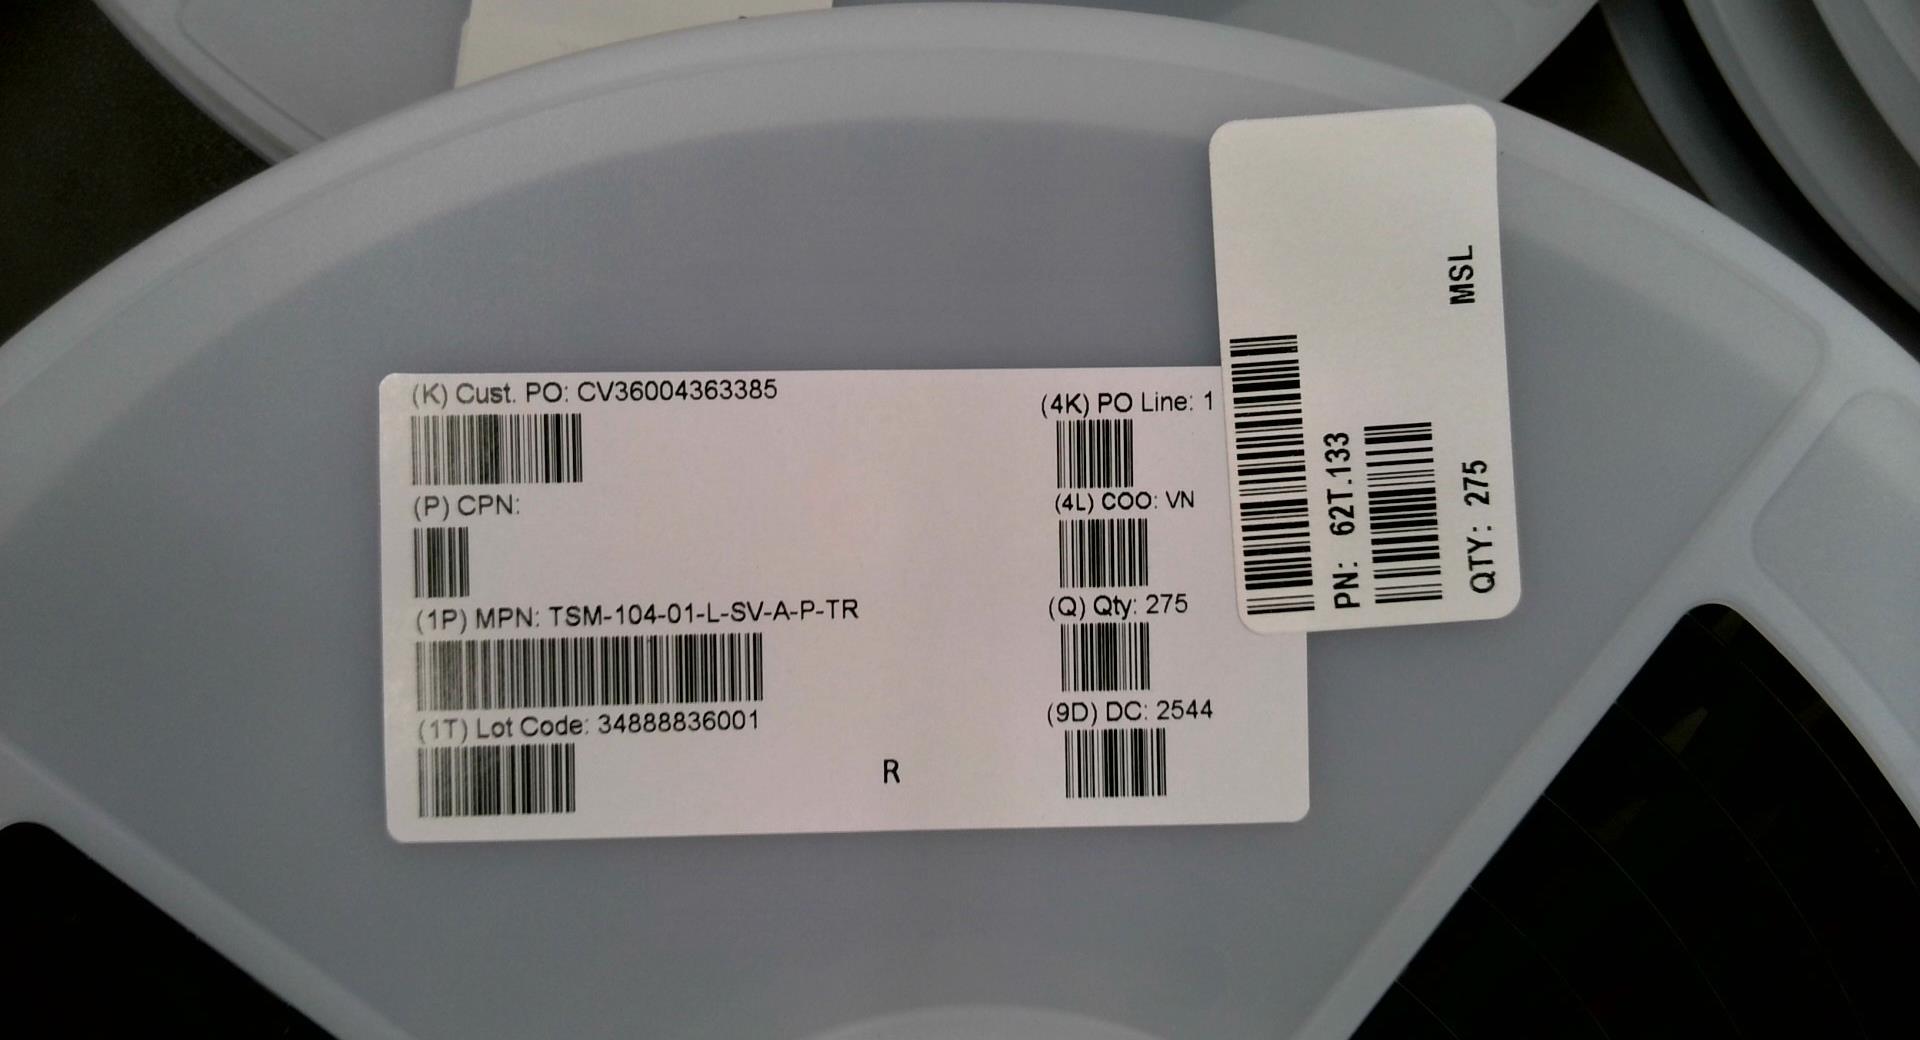 (K) Cust. PO: CV36004363385
(P) CPN:
(1P) MPN: TSM-104-01-L-SV-A-P-TR
(1T) Lot Code: 34888836001
R
(4K) PO Line: 1
(4L) COO: VN
(Q) Qty: 275
(9D) DC: 2544
PN: 62T.133
QTY: 275
MSL